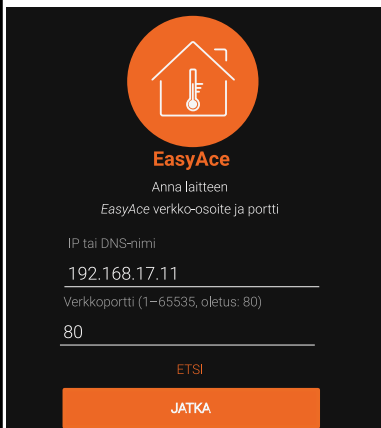 EasyAce
Anna laitteen
EasyAce verkko-osoite ja portti
IP tai DNS-nimi
192.168.17.11
Verkkoportti (1–65535, oletus: 80)
80
ETSI
JATKA